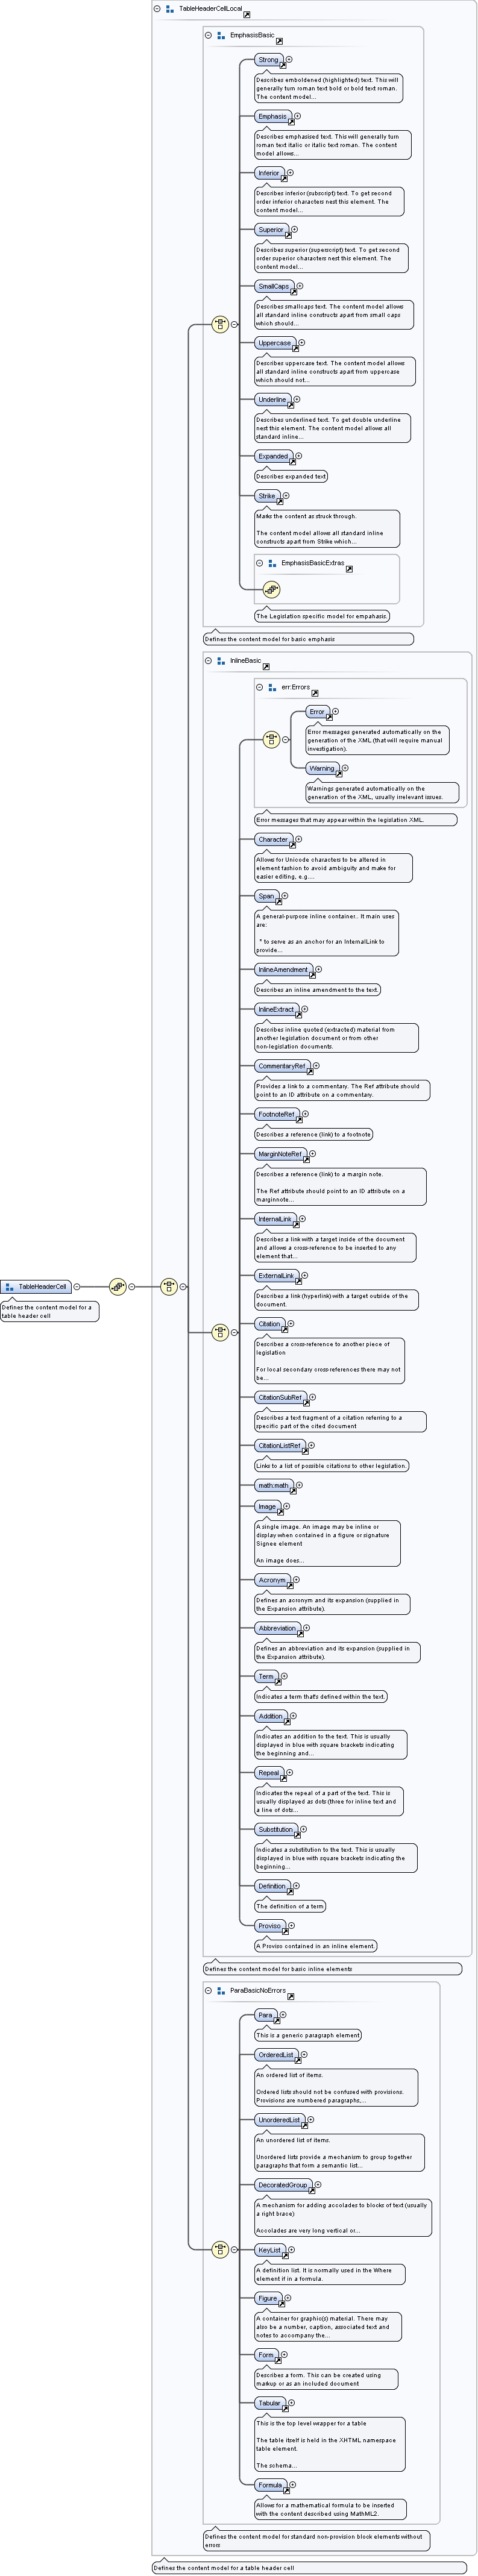 TableHeaderCellLocal
EmphasisBasic
Strong
Describes emboldened (highlighted) text. This will
generally turn roman text bold or bold text roman.
The content model...
Emphasis
Describes emphasised text. This will generally turn
roman text italic or italic text roman. The content
model allows...
Inferior
Describes inferior (subscript) text. To get second
order inferior characters nest this element. The
content model...
Superior
Describes superior (superscript) text. To get second
order superior characters nest this element. The
content model...
SmallCaps
Describes smallcaps text. The content model allows
all standard inline constructs apart from small caps
which should...
Uppercase
Describes uppercase text. The content model allows
all standard inline constructs apart from uppercase
which should not...
Underline
Describes underlined text. To get double underline
nest this element. The content model allows all
standard inline...
Expanded
Describes expanded text
Strike
Marks the content as struck through.
The content model allows all standard inline
constructs apart from Strike which...
EmphasisBasicExtras
The Legislation specific model for empahasis.
Defines the content model for basic emphasis
InlineBasic
err:Errors
Error
Error messages generated automatically on the
generation of the XML (that will require manual
investigation).
Warning
Warnings generated automatically on the
generation of the XML, usually irrelevant issues.
Error messages that may appear within the legislation XML.
Character
Allows for Unicode characters to be altered in
element fashion to avoid ambiguity and make for
easier editing, e.g....
Span
A general-purpose inline container.. It main uses
are:
* to serve as an anchor for an InternalLink to
provide...
InlineAmendment
Describes an inline amendment to the text.
InlineExtract
Describes inline quoted (extracted) material from
another legislation document or from other
non-legislation documents.
CommentaryRef
Provides a link to a commentary. The Ref attribute should
point to an ID attribute on a commentary.
FootnoteRef
Describes a reference (link) to a footnote
MarginNoteRef
Describes a reference (link) to a margin note.
The Ref attribute should point to an ID attribute on a
marginnote...
InternalLink
Describes a link with a target inside of the document
and allows a cross-reference to be inserted to any
element that...
TableHeaderCell
Defines the content model for a
table header cell
ExternalLink
Describes a link (hyperlink) with a target outside of the
document.
Citation
Describes a cross-reference to another piece of
legislation
For local secondary cross-references there may not
be...
CitationSubRef
Describes a text fragment of a citation referring to a
specific part of the cited document
CitationListRef
Links to a list of possible citations to other legislation.
math:math
Image
A single image. An image may be inline or
display when contained in a figure or signature
Signee element
An image does...
Acronym
Defines an acronym and its expansion (supplied in
the Expansion attribute).
Abbreviation
Defines an abbreviation and its expansion (supplied in
the Expansion attribute).
Term
Indicates a term that's defined within the text.
Addition
Indicates an addition to the text. This is usually
displayed in blue with square brackets indicating
the beginning and...
Repeal
Indicates the repeal of a part of the text. This is
usually displayed as dots (three for inline text and
a line of dots...
Substitution
Indicates a substitution to the text. This is usually
displayed in blue with square brackets indicating the
beginning...
Definition
The definition of a term
Proviso
A Proviso contained in an inline element.
Defines the content model for basic inline elements
ParaBasicNoErrors
Para
This is a generic paragraph element
OrderedList
An ordered list of items.
Ordered lists should not be confused with provisions.
Provisions are numbered paragraphs,...
UnorderedList
An unordered list of items.
Unordered lists provide a mechanism to group together
paragraphs that form a semantic list...
DecoratedGroup
A mechanism for adding accolades to blocks of text (usually
a right brace)
Accolades are very long vertical or...
KeyList
A definition list. It is normally used in the Where
element if in a formula.
Figure
A container for graphic(s) material. There may
also be a number, caption, associated text and
notes to accompany the...
Form
Describes a form. This can be created using
markup or as an included document
Tabular
This is the top level wrapper for a table
The table itself is held in the XHTML namespace
table element.
The schema...
Formula
Allows for a mathematical formula to be inserted
with the content described using MathML2.
Defines the content model for standard non-provision block elements without
errors
Defines the content model for a table header cell